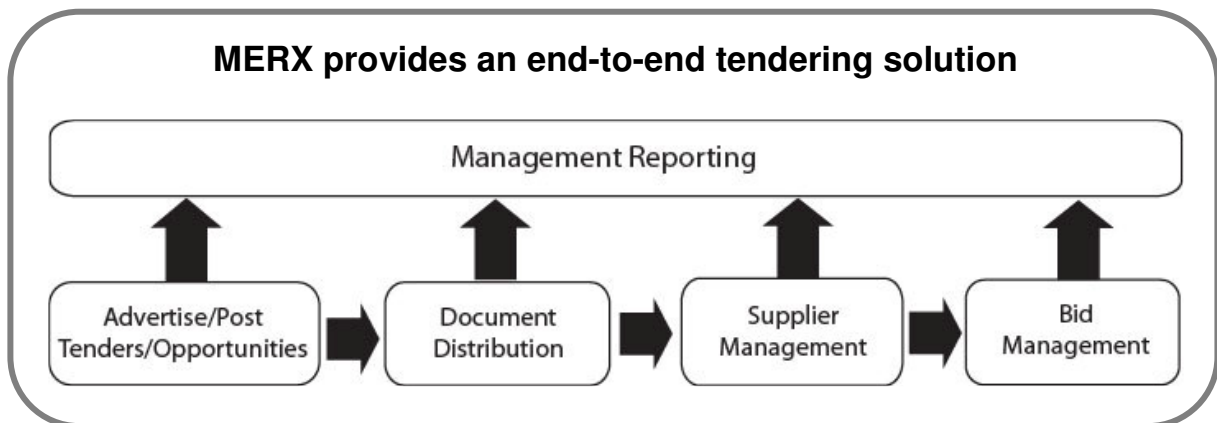 MERX provides an end-to-end tendering solution
Management Reporting
Advertise/Post
Tenders/Opportunities
Document
Distribution
Supplier
Management
Bid
Management